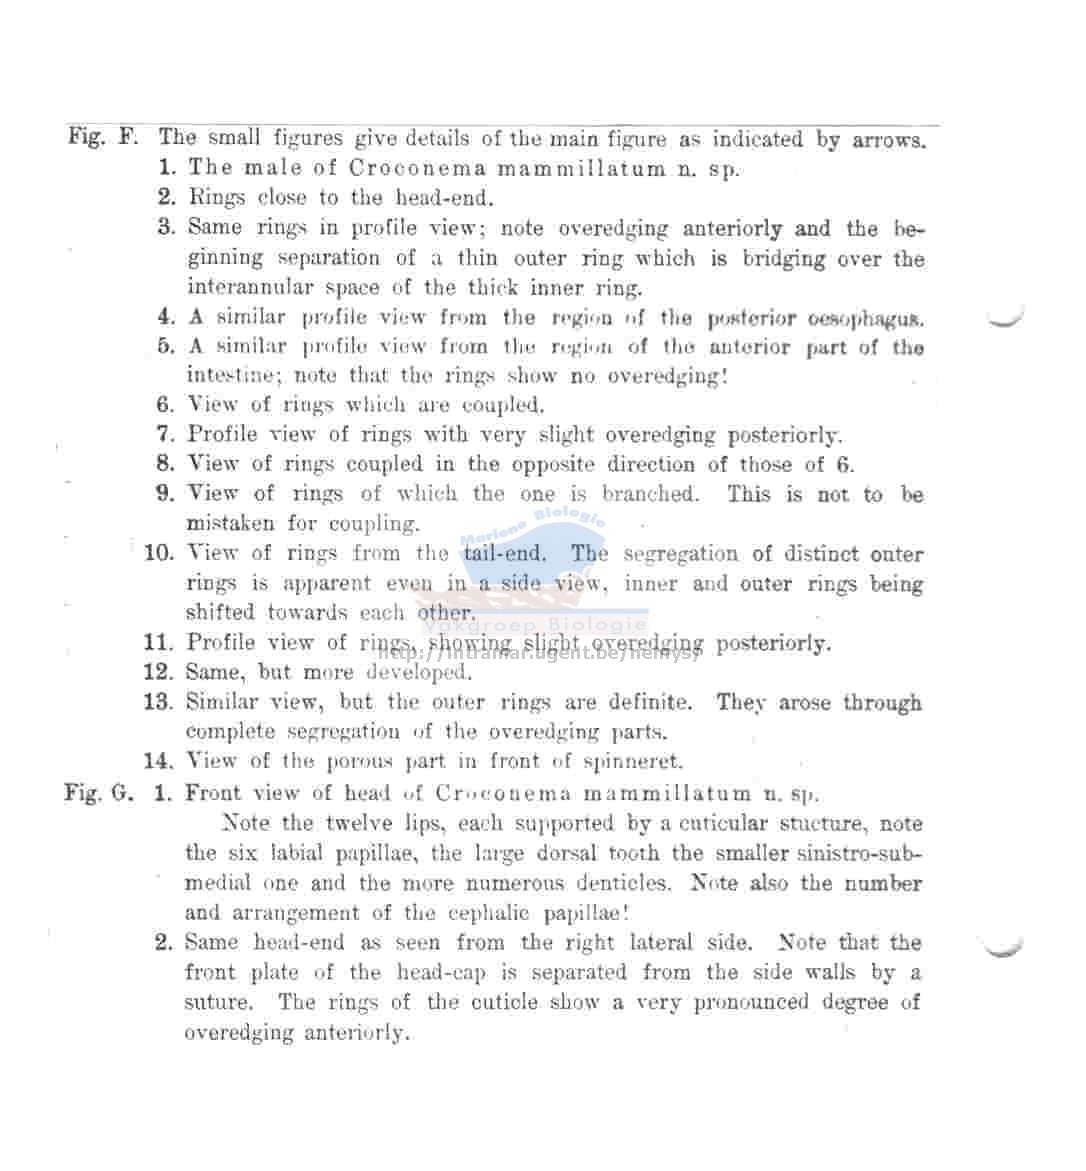 Fig. F. The small figures give details of the main figure as indicated by arrows.
1. The male of Croconema mammillatum n. sp.
2. Rings close to the head-end.
3. Same rings in profile view; note overedging anteriorly and the be-
ginning separation of a thin outer ring which is bridging over the
interannular space of the thick inner ring.
4. A similar profile view from the region of the posterior oesophagus.
5. A similar profile view from the region of the anterior part of the
intestine; note that the rings show no overedging!
6. View of rings which are coupled.
7. Profile view of rings with very slight overedging posteriorly.
8. View of rings coupled in the opposite direction of those of 6.
9. View of rings of which the one is branched. This is not to be
mistaken for coupling.
Mariene Biologie
10. View of rings from the tail-end. The segregation of distinct outer
rings is apparent even in a side view, inner and outer rings being
shifted towards each other.
Vakgroep Biologie
11. Profile view of rings, showing slight overedging posteriorly.
http://intramar.ugent.be/nemys/
12. Same, but more developed.
13. Similar view, but the outer rings are definite. They arose through
complete segregation of the overedging parts.
14. View of the porous part in front of spinneret.
Fig. G. 1. Front view of head of Croconema mammillatum n. sp.
Note the twelve lips, each supported by a cuticular stucture, note
the six labial papillae, the large dorsal tooth the smaller sinistro-sub-
medial one and the more numerous denticles. Note also the number
and arrangement of the cephalic papillae!
2. Same head-end as seen from the right lateral side. Note that the
front plate of the head-cap is separated from the side walls by a
suture. The rings of the cuticle show a very pronounced degree of
overedging anteriorly.